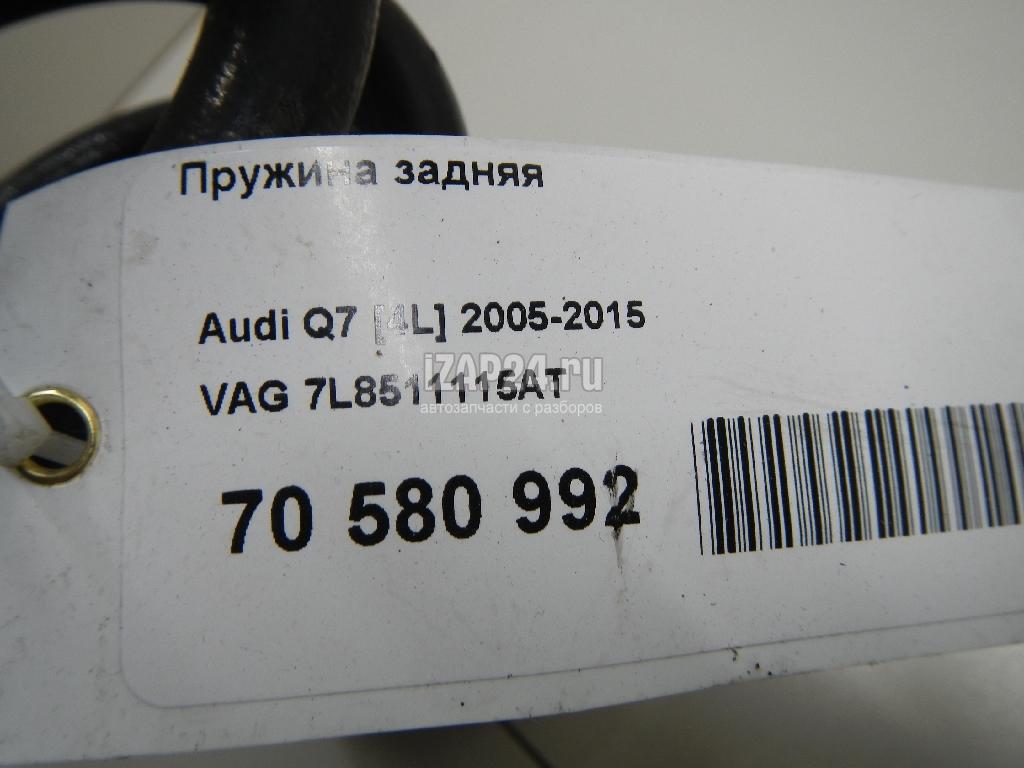 Пружина задняя
Audi Q7 [4L] 2005-2015
iZAP24.ru
VAG 7L8511115AT
автозапчасти с разборов
70 580 992